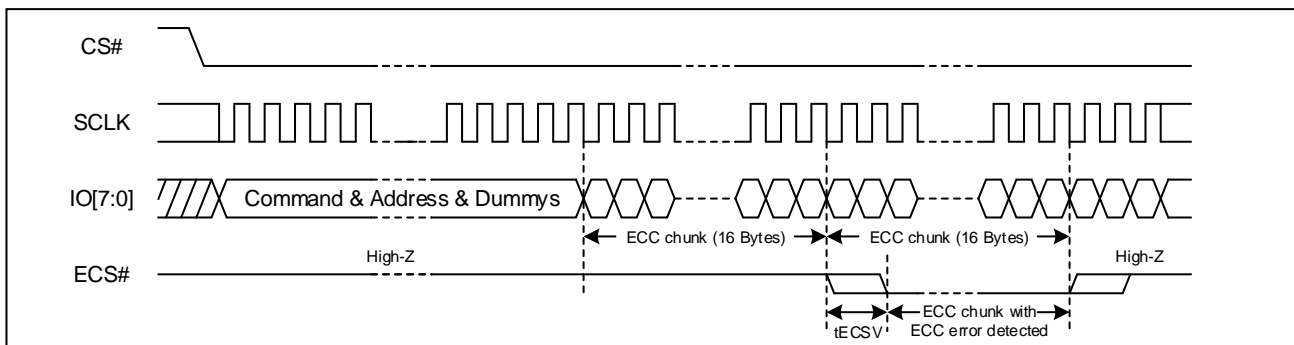 CS#
SCLK
IO[7:0]
Command & Address & Dummys
ECC chunk (16 Bytes)
ECC chunk (16 Bytes)
ECS#
High-Z
High-Z
tECSV
ECC chunk with
ECC error detected